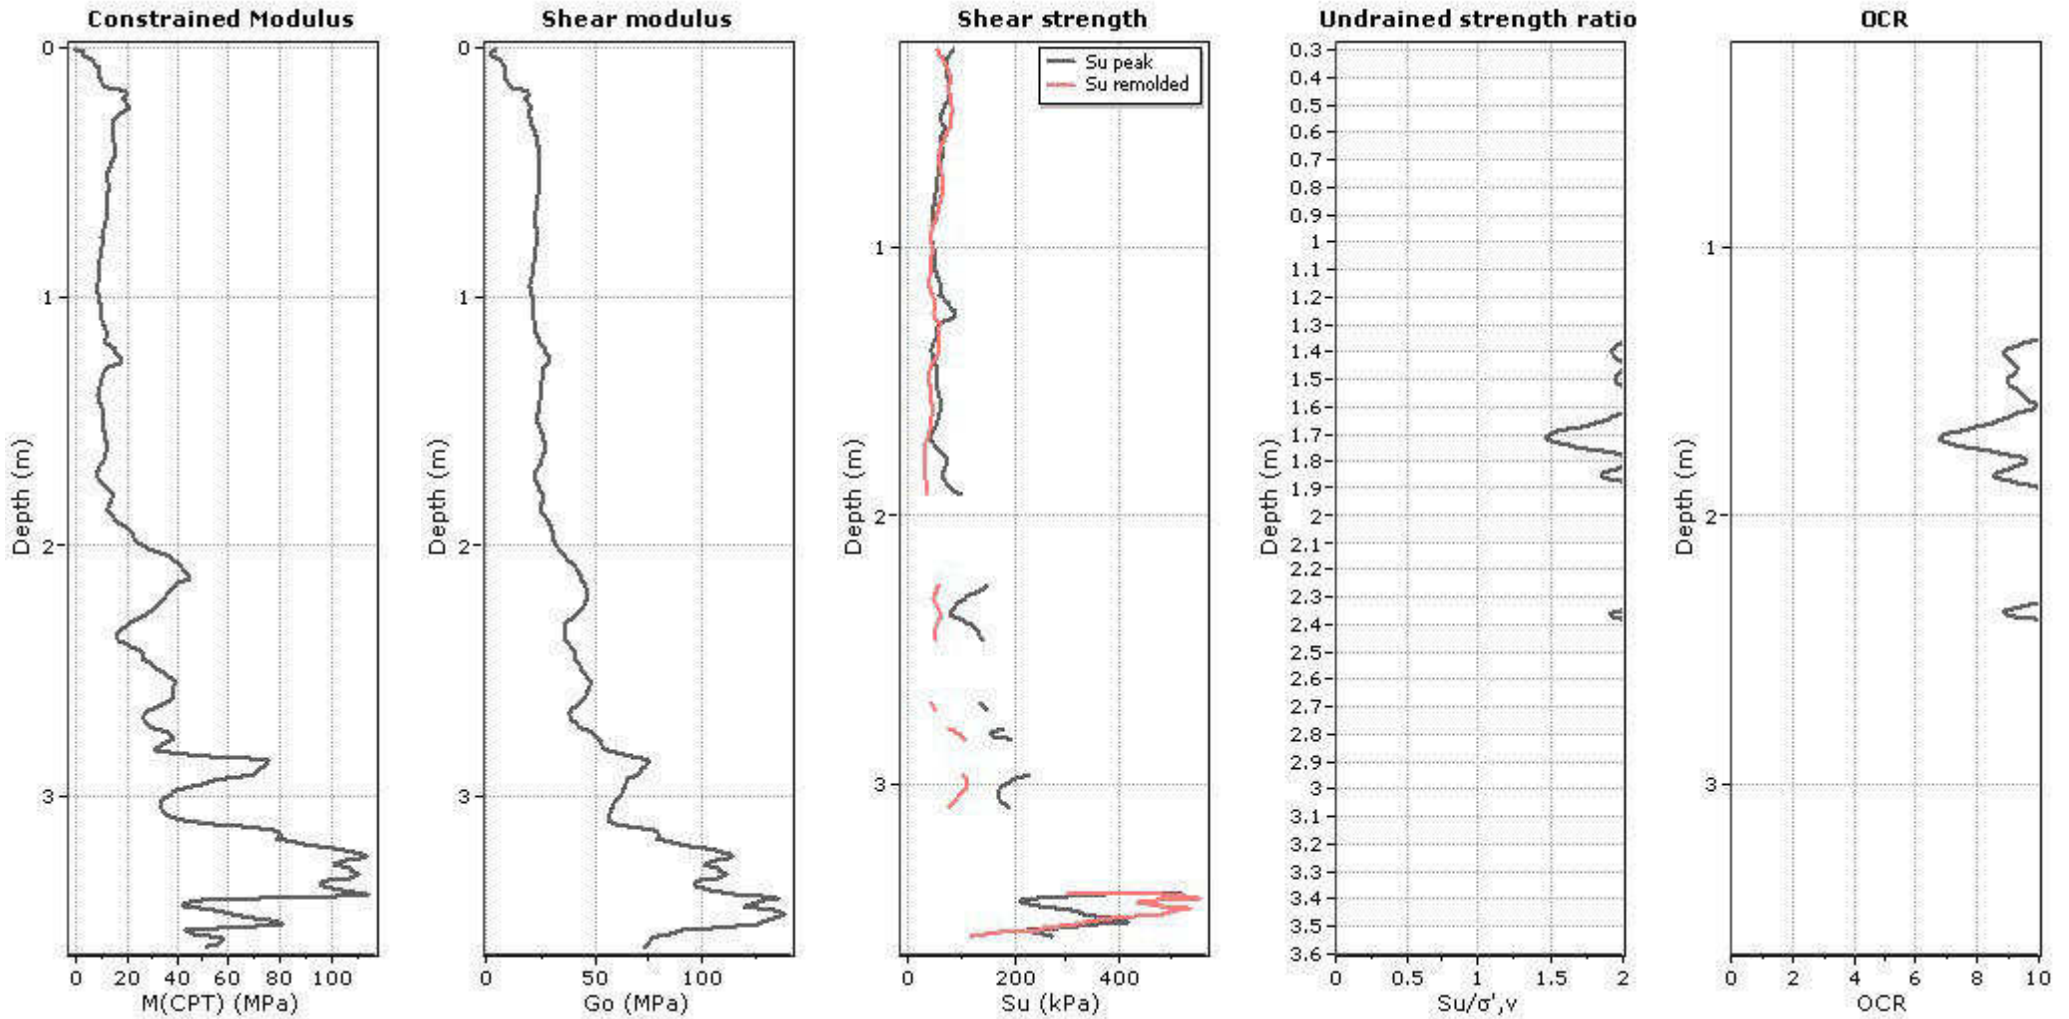 Constrained Modulus
0
1
2
3
Depth (m)
0 20 40 60 80 100
M(CPT) (MPa)
Shear modulus
0
1
2
3
Depth (m)
0 50 100
Go (MPa)
Shear strength
Su peak
Su remolded
1
2
3
Depth (m)
0 200 400
Su (kPa)
Undrained strength ratio
0.3
0.4
0.5
0.6
0.7
0.8
0.9
1
1.1
1.2
1.3
1.4
1.5
1.6
1.7
1.8
1.9
2
2.1
2.2
2.3
2.4
2.5
2.6
2.7
2.8
2.9
3
3.1
3.2
3.3
3.4
3.5
3.6
Depth (m)
0 0.5 1 1.5 2
Su/σ',v
OCR
1
2
3
Depth (m)
0 2 4 6 8 10
OCR